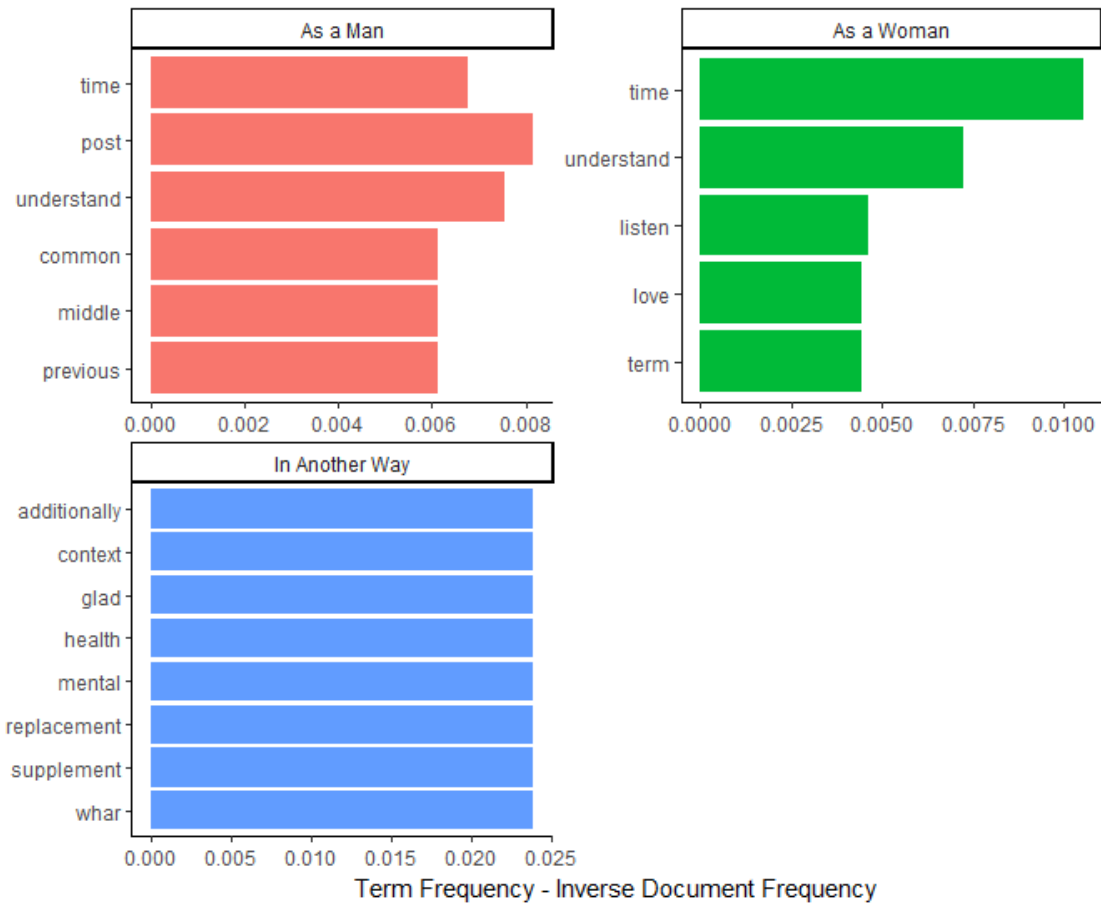 As a Man
time
post
understand
common
middle
previous
0.000 0.002 0.004 0.006 0.008
As a Woman
time
understand
listen
love
term
0.0000 0.0025 0.0050 0.0075 0.0100
In Another Way
additionally
context
glad
health
mental
replacement
supplement
whar
0.000 0.005 0.010 0.015 0.020 0.025
Term Frequency - Inverse Document Frequency